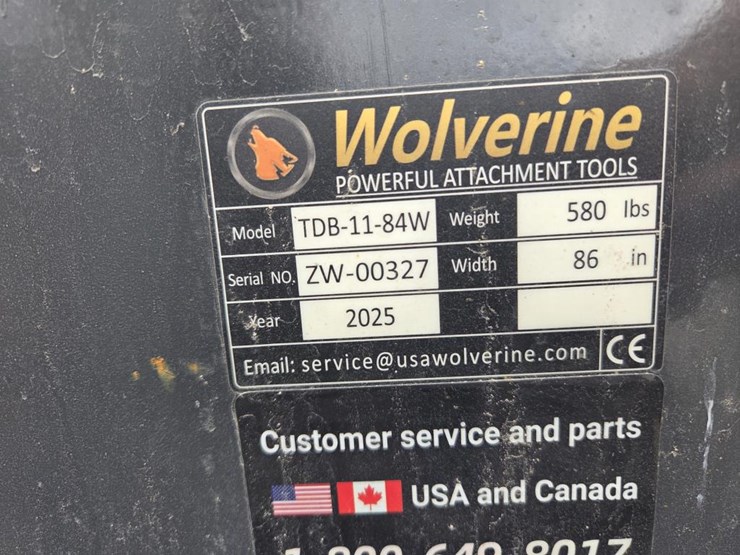 Wolverine
POWERFUL ATTACHMENT TOOLS
Model TDB-11-84W Weight 580 lbs
Serial NO. ZW-00327 Width 86 in
Year 2025
Email: service@usawolverine.com CE
Customer service and parts
USA and Canada
8017